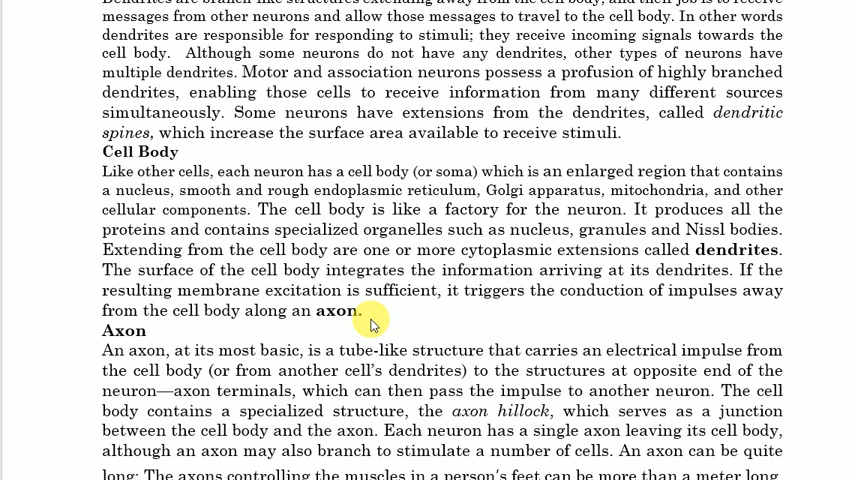 Dendrites are branch-like structures extending away from the cell body, and their job is to receive
messages from other neurons and allow those messages to travel to the cell body. In other words
dendrites are responsible for responding to stimuli; they receive incoming signals towards the
cell body. Although some neurons do not have any dendrites, other types of neurons have
multiple dendrites. Motor and association neurons possess a profusion of highly branched
dendrites, enabling those cells to receive information from many different sources
simultaneously. Some neurons have extensions from the dendrites, called dendritic
spines, which increase the surface area available to receive stimuli.
Cell Body
Like other cells, each neuron has a cell body (or soma) which is an enlarged region that contains
a nucleus, smooth and rough endoplasmic reticulum, Golgi apparatus, mitochondria, and other
cellular components. The cell body is like a factory for the neuron. It produces all the
proteins and contains specialized organelles such as nucleus, granules and Nissl bodies.
Extending from the cell body are one or more cytoplasmic extensions called dendrites.
The surface of the cell body integrates the information arriving at its dendrites. If the
resulting membrane excitation is sufficient, it triggers the conduction of impulses away
from the cell body along an axon.
Axon
An axon, at its most basic, is a tube-like structure that carries an electrical impulse from
the cell body (or from another cell's dendrites) to the structures at opposite end of the
neuron—axon terminals, which can then pass the impulse to another neuron. The cell
body contains a specialized structure, the axon hillock, which serves as a junction
between the cell body and the axon. Each neuron has a single axon leaving its cell body,
although an axon may also branch to stimulate a number of cells. An axon can be quite
long: The axons controlling the muscles in a person's feet can be more than a meter long.